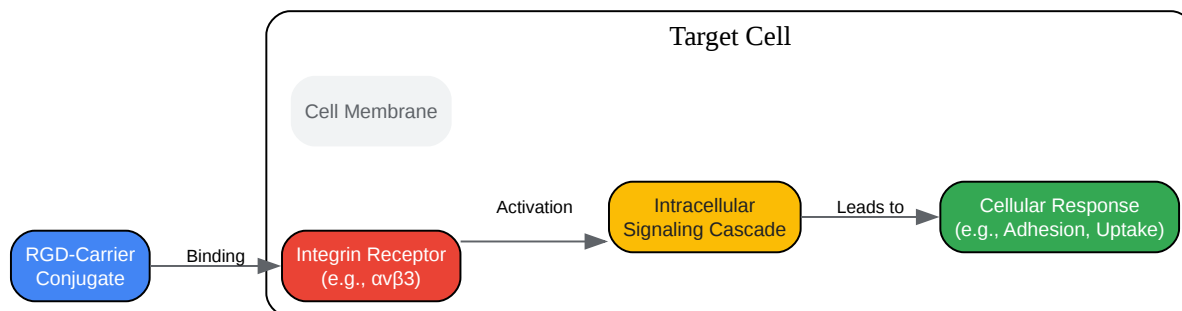 Target Cell
Cell Membrane
RGD-Carrier
Conjugate
Binding
Integrin Receptor
(e.g., αvβ3)
Activation
Intracellular
Signaling Cascade
Leads to
Cellular Response
(e.g., Adhesion, Uptake)